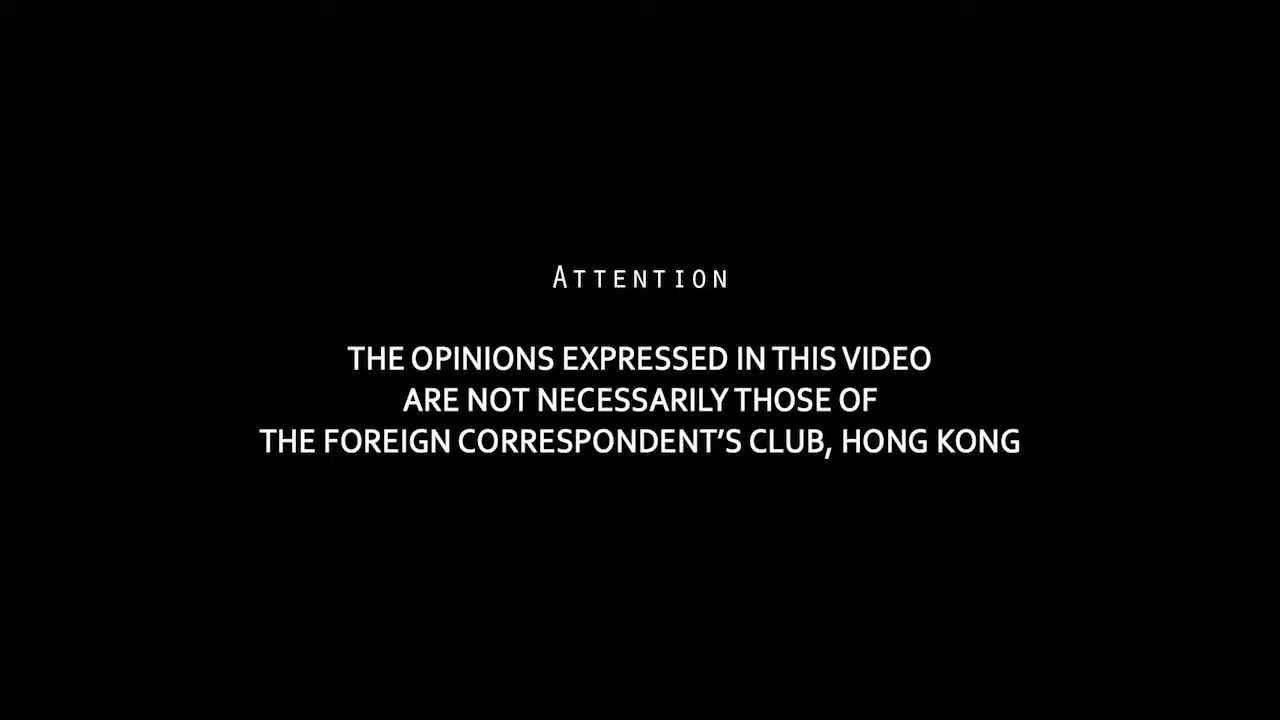 ATTENTION
THE OPINIONS EXPRESSED IN THIS VIDEO
ARE NOT NECESSARILY THOSE OF
THE FOREIGN CORRESPONDENT’S CLUB, HONG KONG